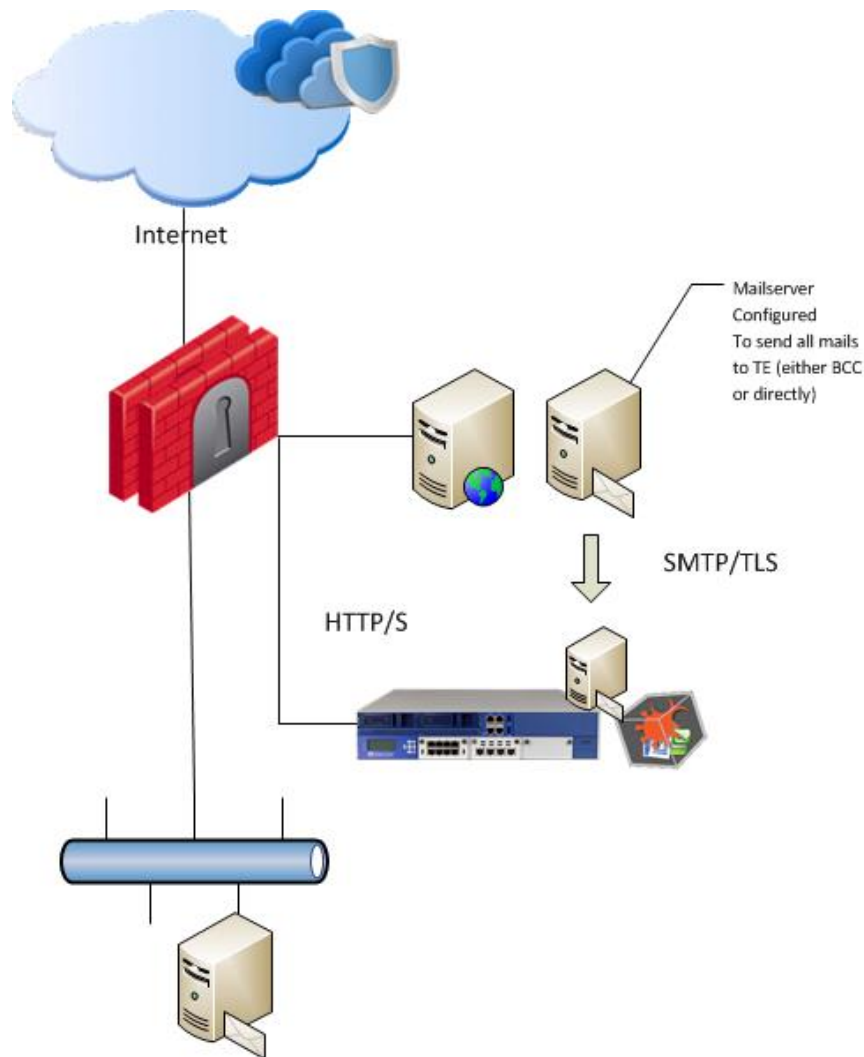 Internet
Mailserver
Configured
To send all mails
to TE (either BCC
or directly)
SMTP/TLS
HTTP/S